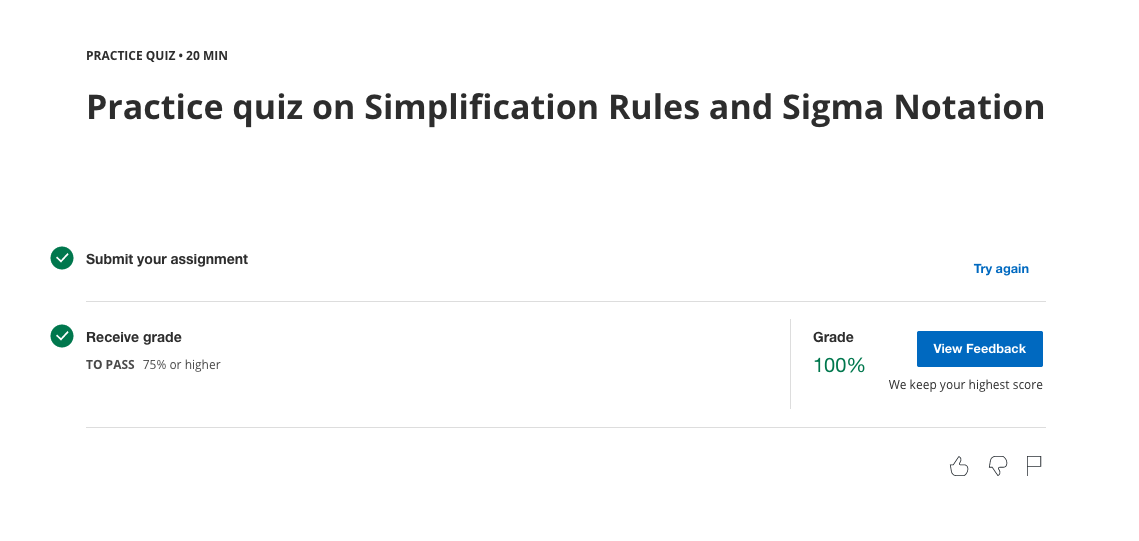 PRACTICE QUIZ • 20 MIN
Practice quiz on Simplification Rules and Sigma Notation
Submit your assignment
Try again
Receive grade
TO PASS 75% or higher
Grade
100%
View Feedback
We keep your highest score